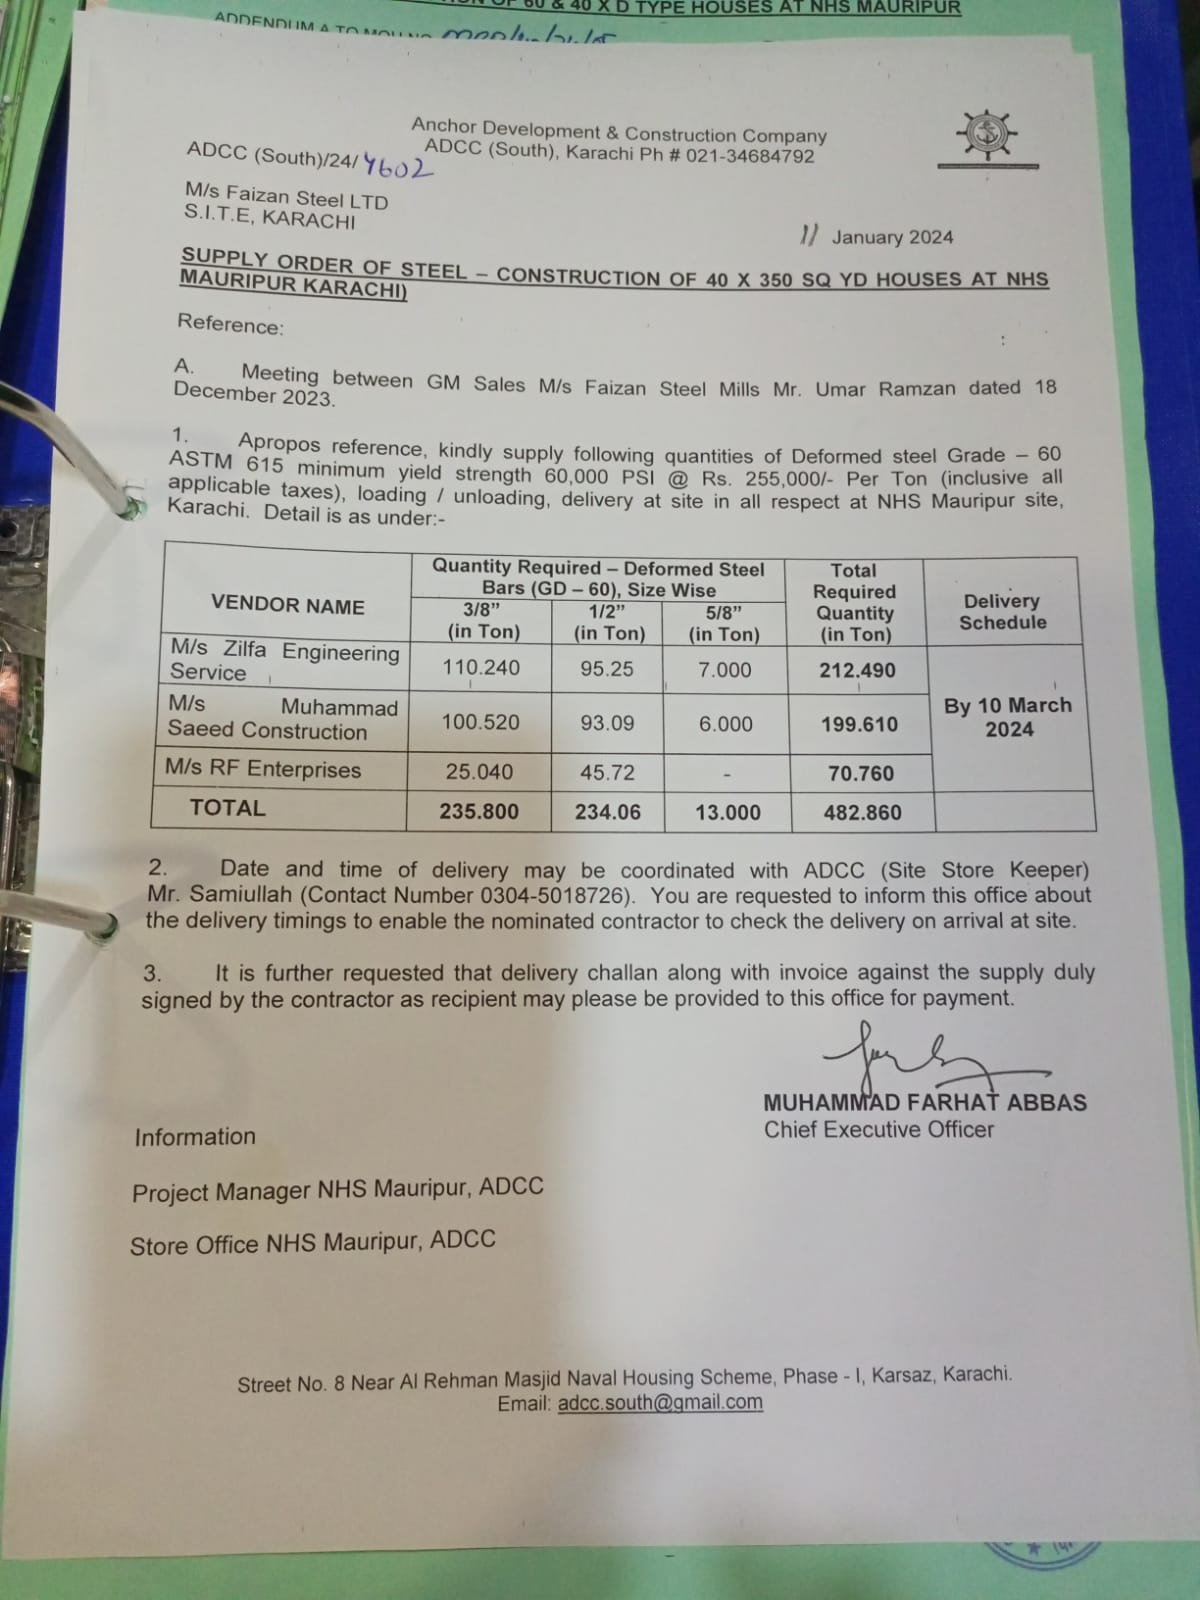 OF 60 & 40 X D TYPE HOUSES AT NHS MAURIPUR
ADDENDUM A TO MOU NO
Anchor Development & Construction Company
ADCC (South), Karachi Ph # 021-34684792
ADCC (South)/24/4602
M/s Faizan Steel LTD
S.I.T.E, KARACHI
11 January 2024
SUPPLY ORDER OF STEEL – CONSTRUCTION OF 40 X 350 SQ YD HOUSES AT NHS
MAURIPUR KARACHI)
Reference:
A. Meeting between GM Sales M/s Faizan Steel Mills Mr. Umar Ramzan dated 18
December 2023.
1. Apropos reference, kindly supply following quantities of Deformed steel Grade – 60
ASTM 615 minimum yield strength 60,000 PSI @ Rs. 255,000/- Per Ton (inclusive all
applicable taxes), loading / unloading, delivery at site in all respect at NHS Mauripur site,
Karachi. Detail is as under:-
VENDOR NAME
Quantity Required – Deformed Steel
Bars (GD – 60), Size Wise
3/8”
(in Ton)
1/2”
(in Ton)
5/8”
(in Ton)
Total
Required
Quantity
(in Ton)
Delivery
Schedule
M/s Zilfa Engineering
Service
110.240 95.25 7.000 212.490
M/s Muhammad
Saeed Construction
100.520 93.09 6.000 199.610
By 10 March
2024
M/s RF Enterprises 25.040 45.72 - 70.760
TOTAL 235.800 234.06 13.000 482.860
2. Date and time of delivery may be coordinated with ADCC (Site Store Keeper)
Mr. Samiullah (Contact Number 0304-5018726). You are requested to inform this office about
the delivery timings to enable the nominated contractor to check the delivery on arrival at site.
3. It is further requested that delivery challan along with invoice against the supply duly
signed by the contractor as recipient may please be provided to this office for payment.
MUHAMMAD FARHAT ABBAS
Chief Executive Officer
Information
Project Manager NHS Mauripur, ADCC
Store Office NHS Mauripur, ADCC
Street No. 8 Near Al Rehman Masjid Naval Housing Scheme, Phase - I, Karsaz, Karachi.
Email: adcc.south@gmail.com